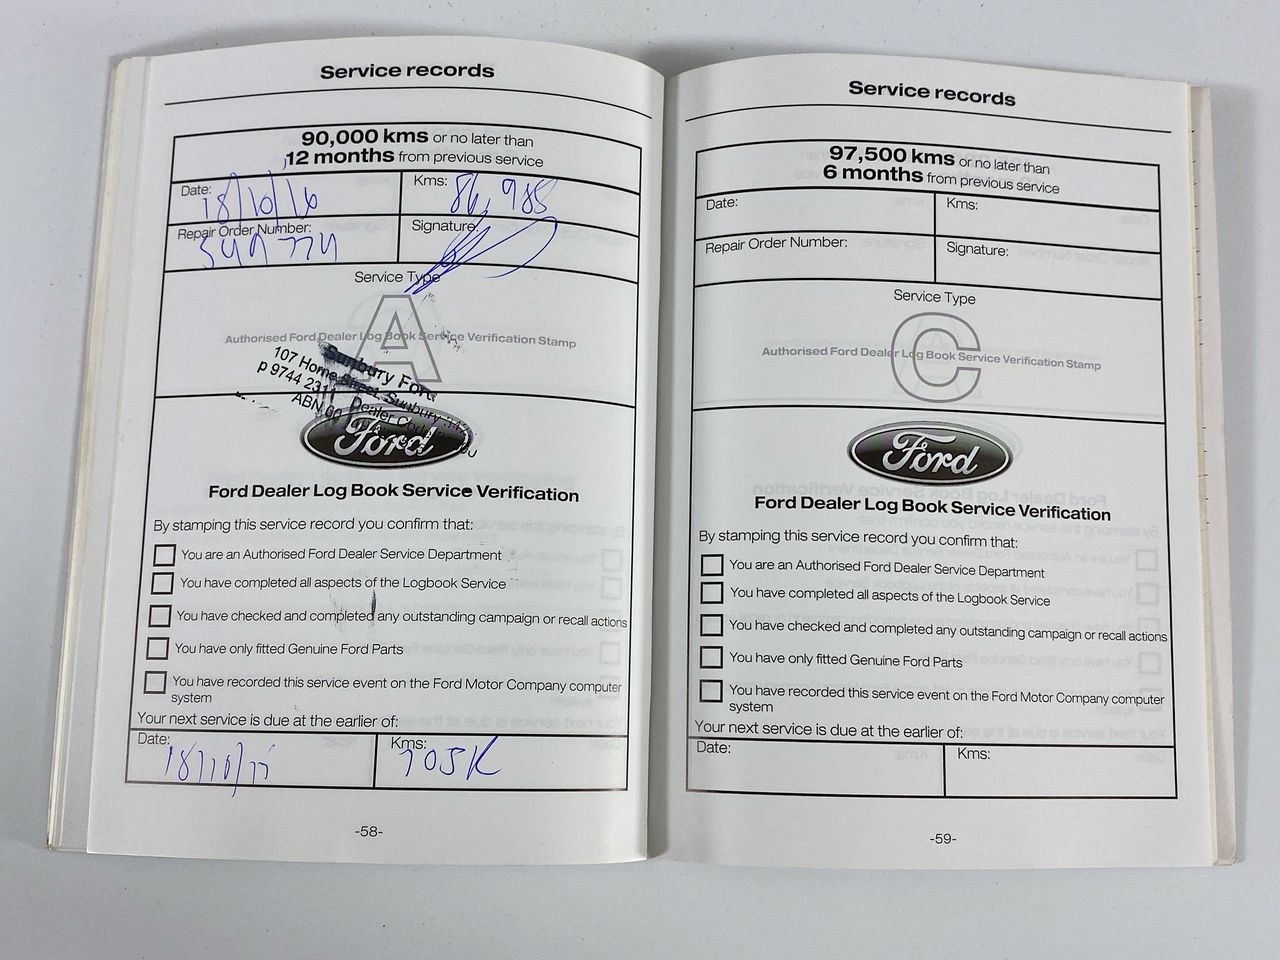 Service records
90,000 kms or no later than
12 months from previous service
Date: 18/10/16 Kms: 86,985
Repair Order Number: Signature:
Service Type
A
Authorised Ford Dealer Log Book Service Verification Stamp
Sunbury Ford
107 Home Street, Sunbury
p 9744 Dealer Code
ABN
Ford
Ford Dealer Log Book Service Verification
By stamping this service record you confirm that:
You are an Authorised Ford Dealer Service Department
You have completed all aspects of the Logbook Service
You have checked and completed any outstanding campaign or recall actions
You have only fitted Genuine Ford Parts
You have recorded this service event on the Ford Motor Company computer
system
Your next service is due at the earlier of:
Date: Kms: 105K
-58-
Service records
97,500 kms or no later than
6 months from previous service
Date: Kms:
Repair Order Number: Signature:
Service Type
C
Authorised Ford Dealer Log Book Service Verification Stamp
Ford
Ford Dealer Log Book Service Verification
By stamping this service record you confirm that:
You are an Authorised Ford Dealer Service Department
You have completed all aspects of the Logbook Service
You have checked and completed any outstanding campaign or recall actions
You have only fitted Genuine Ford Parts
You have recorded this service event on the Ford Motor Company computer
system
Your next service is due at the earlier of:
Date: Kms:
-59-